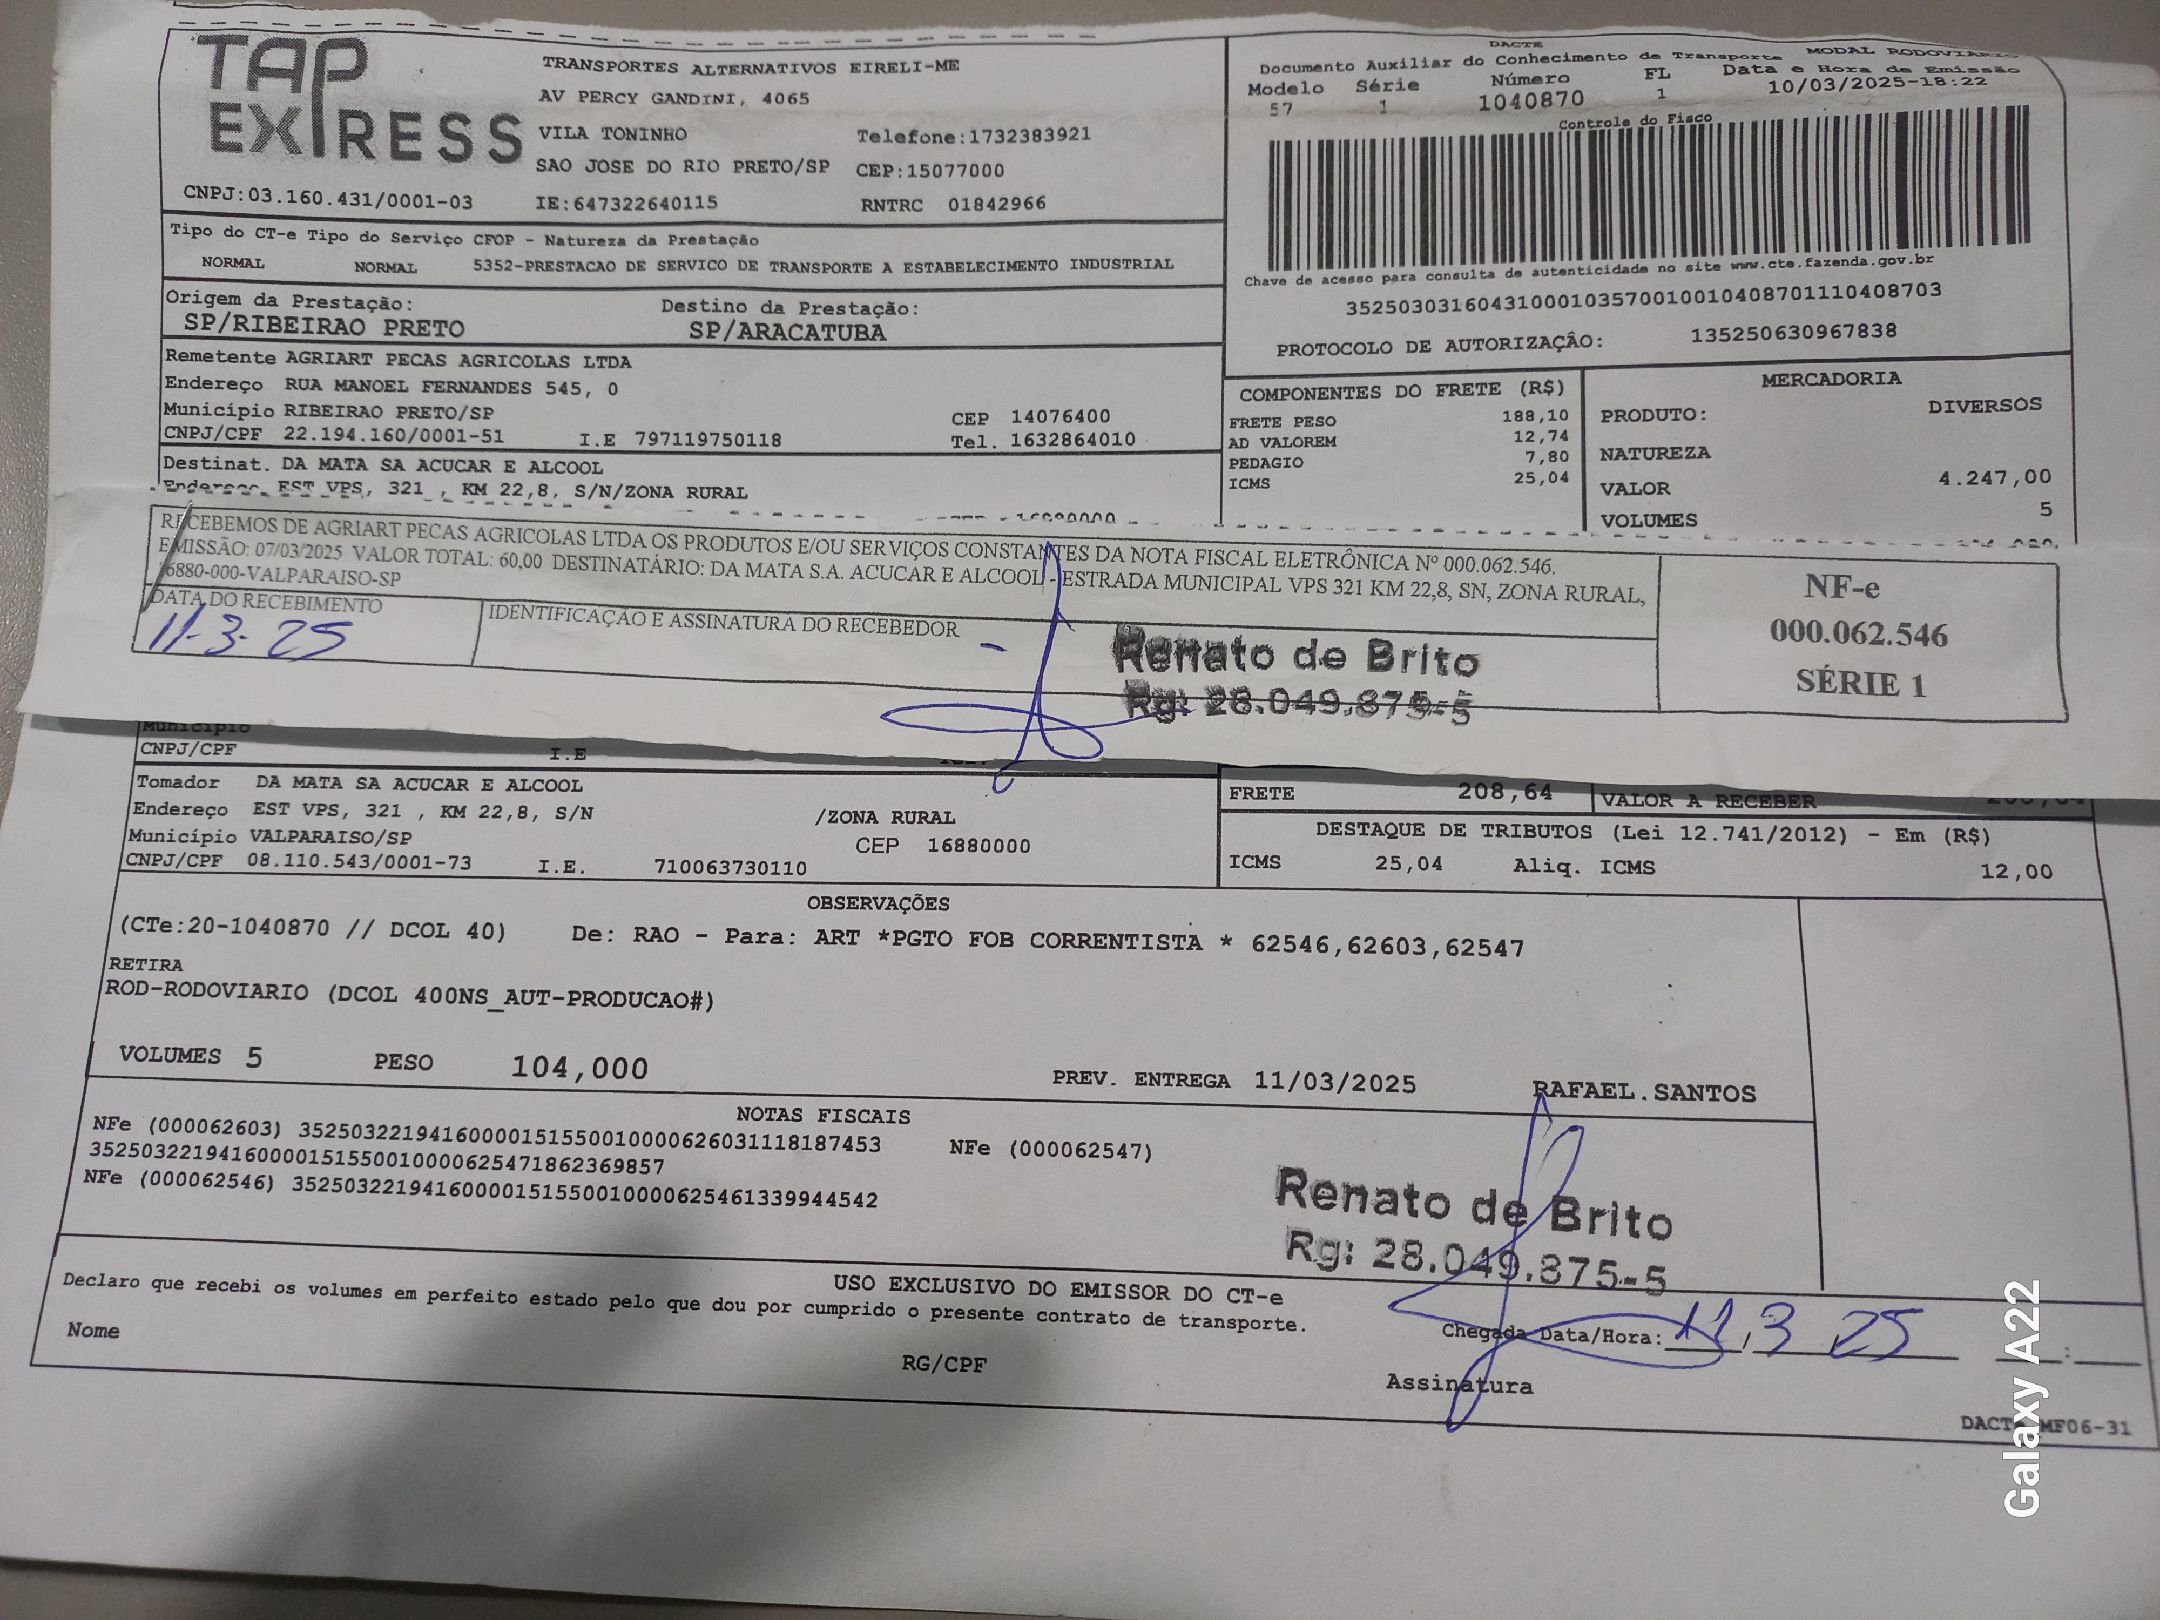 TAP EXPRESS
TRANSPORTES ALTERNATIVOS EIRELI-ME
AV PERCY GANDINI, 4065
VILA TONINHO Telefone:1732383921
SAO JOSE DO RIO PRETO/SP CEP:15077000
CNPJ:03.160.431/0001-03 IE:647322640115 RNTRC 01842966
DACTE
Documento Auxiliar do Conhecimento de Transporte MODAL RODOVIARIO
Modelo Série Número FL Data e Hora de Emissão
57 1 1040870 1 10/03/2025-18:22
Controle do Fisco
Chave de acesso para consulta de autenticidade no site www.cte.fazenda.gov.br
35250303160431000103570010010408701110408703
PROTOCOLO DE AUTORIZAÇÂO: 135250630967838
Tipo do CT-e Tipo do Serviço CFOP - Natureza da Prestação
NORMAL NORMAL 5352-PRESTACAO DE SERVICO DE TRANSPORTE A ESTABELECIMENTO INDUSTRIAL
Origem da Prestação: Destino da Prestação:
SP/RIBEIRAO PRETO SP/ARACATUBA
Remetente AGRIART PECAS AGRICOLAS LTDA
Endereço RUA MANOEL FERNANDES 545, 0
Município RIBEIRAO PRETO/SP CEP 14076400
CNPJ/CPF 22.194.160/0001-51 I.E 797119750118 Tel. 1632864010
Destinat. DA MATA SA ACUCAR E ALCOOL
Endereço EST VPS, 321 , KM 22,8, S/N/ZONA RURAL
16880000
COMPONENTES DO FRETE (R$)
FRETE PESO 188,10
AD VALOREM 12,74
PEDAGIO 7,80
ICMS 25,04
MERCADORIA
PRODUTO: DIVERSOS
NATUREZA
VALOR 4.247,00
VOLUMES 5
RECEBEMOS DE AGRIART PECAS AGRICOLAS LTDA OS PRODUTOS E/OU SERVIÇOS CONSTANTES DA NOTA FISCAL ELETRÔNICA Nº 000.062.546.
EMISSÃO: 07/03/2025 VALOR TOTAL: 60,00 DESTINATÁRIO: DA MATA S.A. ACUCAR E ALCOOL - ESTRADA MUNICIPAL VPS 321 KM 22,8, SN, ZONA RURAL,
16880-000-VALPARAISO-SP
DATA DO RECEBIMENTO IDENTIFICAÇÃO E ASSINATURA DO RECEBEDOR
11-3-25
Renato de Brito
Rg: 28.049.875-5
NF-e
000.062.546
SÉRIE 1
Município
CNPJ/CPF I.E
Tomador DA MATA SA ACUCAR E ALCOOL
Endereço EST VPS, 321 , KM 22,8, S/N /ZONA RURAL
Município VALPARAISO/SP CEP 16880000
CNPJ/CPF 08.110.543/0001-73 I.E. 710063730110
FRETE 208,64 VALOR A RECEBER 208,64
DESTAQUE DE TRIBUTOS (Lei 12.741/2012) - Em (R$)
ICMS 25,04 Aliq. ICMS 12,00
OBSERVAÇÕES
(CTe:20-1040870 // DCOL 40) De: RAO - Para: ART *PGTO FOB CORRENTISTA * 62546,62603,62547
RETIRA
ROD-RODOVIARIO (DCOL 400NS_AUT-PRODUCAO#)
VOLUMES 5 PESO 104,000 PREV. ENTREGA 11/03/2025 RAFAEL.SANTOS
NOTAS FISCAIS
NFe (000062603) 35250322194160000151550010000626031118187453 NFe (000062547)
35250322194160000151550010000625471862369857
NFe (000062546) 35250322194160000151550010000625461339944542
Renato de Brito
Rg: 28.049.875-5
USO EXCLUSIVO DO EMISSOR DO CT-e
Declaro que recebi os volumes em perfeito estado pelo que dou por cumprido o presente contrato de transporte.
Nome RG/CPF
Chegada Data/Hora: 11,3 25 :
Assinatura
DACTe MF06-31
Galaxy A22